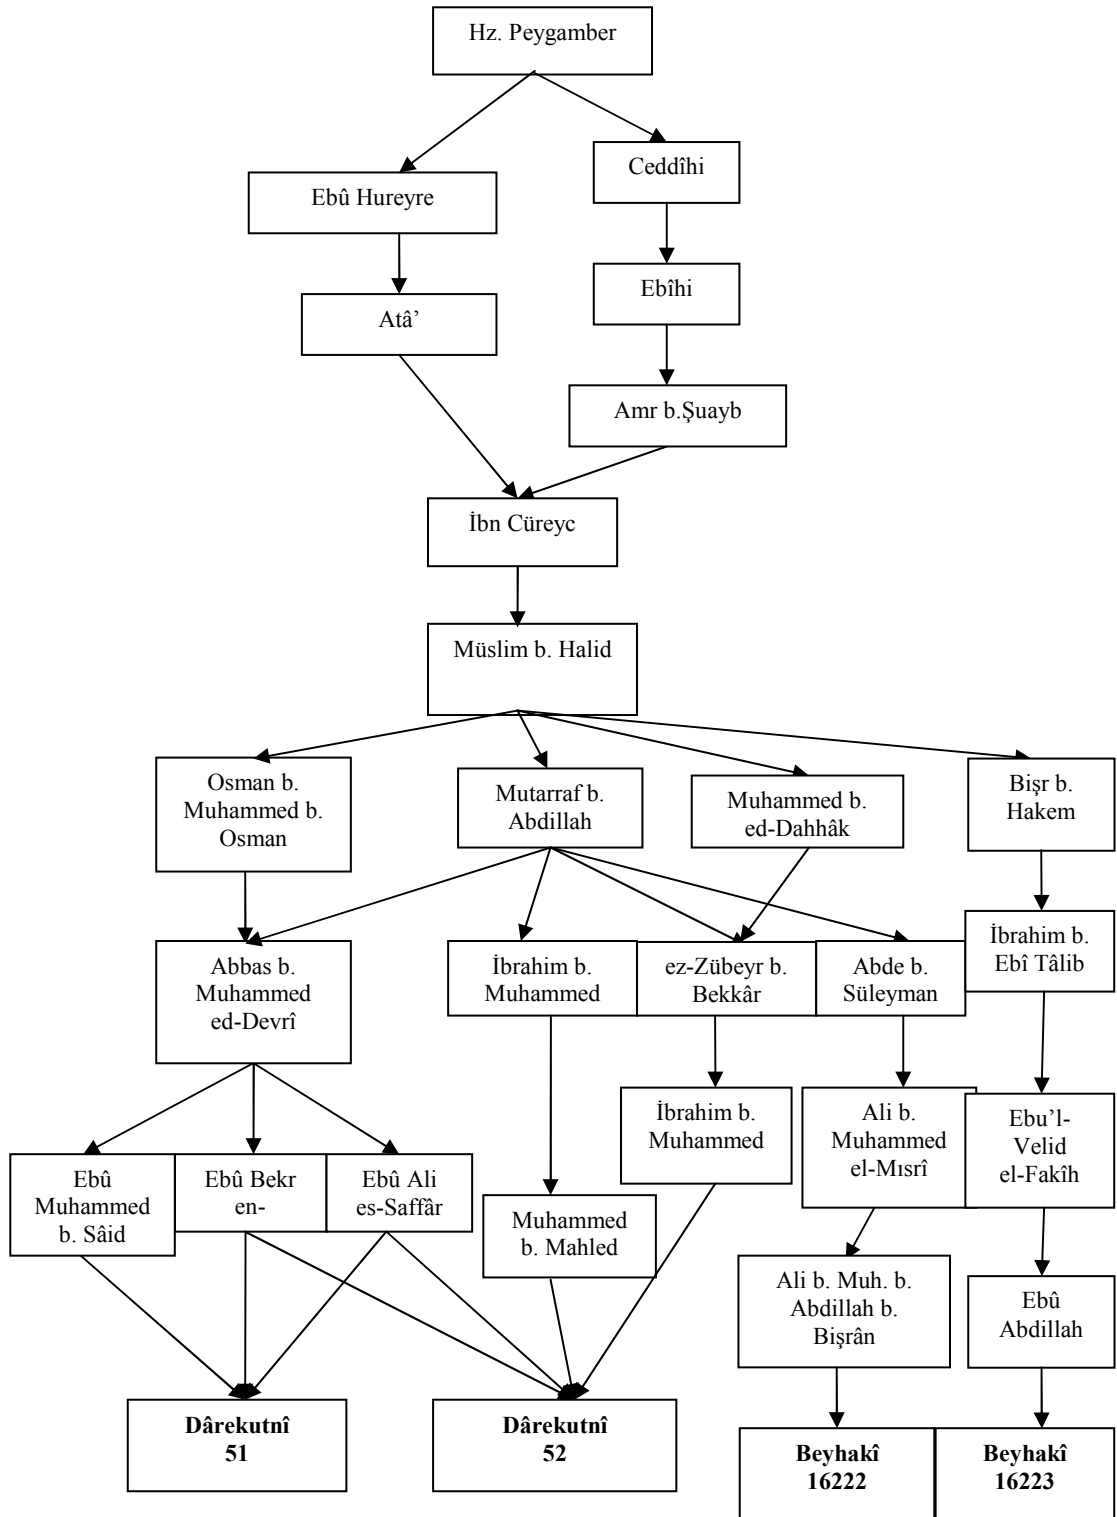 Hz. Peygamber
Ceddîhi
Ebû Hureyre
Ebîhi
Atâ’
Amr b.Şuayb
İbn Cüreyc
Müslim b. Halid
Osman b.
Muhammed b.
Osman
Mutarraf b.
Abdillah
Muhammed b.
ed-Dahhâk
Bişr b.
Hakem
Abbas b.
Muhammed
ed-Devrî
İbrahim b.
Muhammed
ez-Zübeyr b.
Bekkâr
Abde b.
Süleyman
İbrahim b.
Ebî Tâlib
İbrahim b.
Muhammed
Ali b.
Muhammed
el-Mısrî
Ebu’l-
Velid
el-Fakîh
Ebû
Muhammed
b. Sâid
Ebû Bekr
en-
Ebû Ali
es-Saffâr
Muhammed
b. Mahled
Ali b. Muh. b.
Abdillah b.
Bişrân
Ebû
Abdillah
Dârekutnî
51
Dârekutnî
52
Beyhakî
16222
Beyhakî
16223